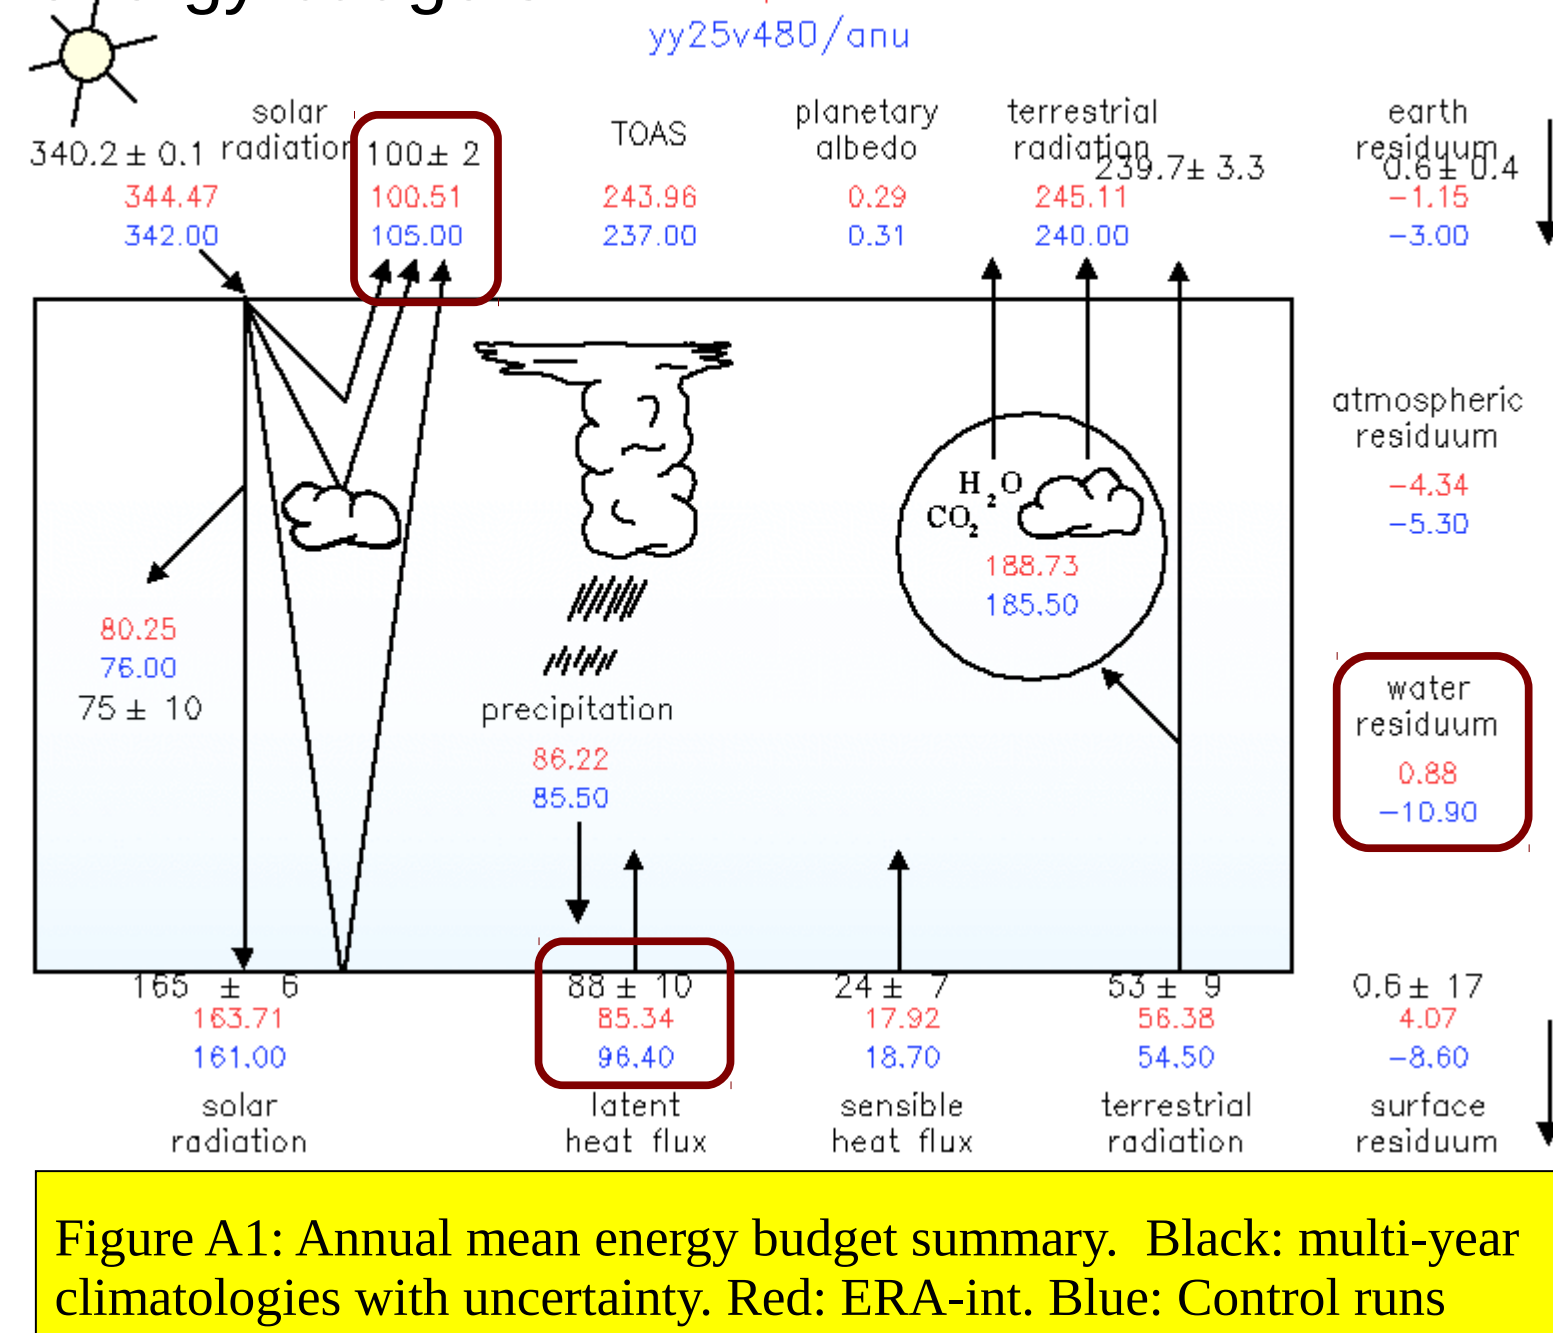 yy25v480/anu
solar radiation
340.2 ± 0.1
344.47
342.00
100 ± 2
100.51
105.00
TOAS
243.96
237.00
planetary albedo
0.29
0.31
terrestrial radiation
239.7 ± 3.3
245.11
240.00
earth residuum
0.6 ± 0.4
-1.15
-3.00
atmospheric residuum
-4.34
-5.30
H2O
CO2
188.73
185.50
80.25
76.00
75 ± 10
precipitation
86.22
85.50
water residuum
0.88
-10.90
165 ± 6
163.71
161.00
solar radiation
88 ± 10
85.34
96.40
latent heat flux
24 ± 7
17.92
18.70
sensible heat flux
53 ± 9
56.38
54.50
terrestrial radiation
0.6 ± 17
4.07
-8.60
surface residuum
Figure A1: Annual mean energy budget summary. Black: multi-year
climatologies with uncertainty. Red: ERA-int. Blue: Control runs